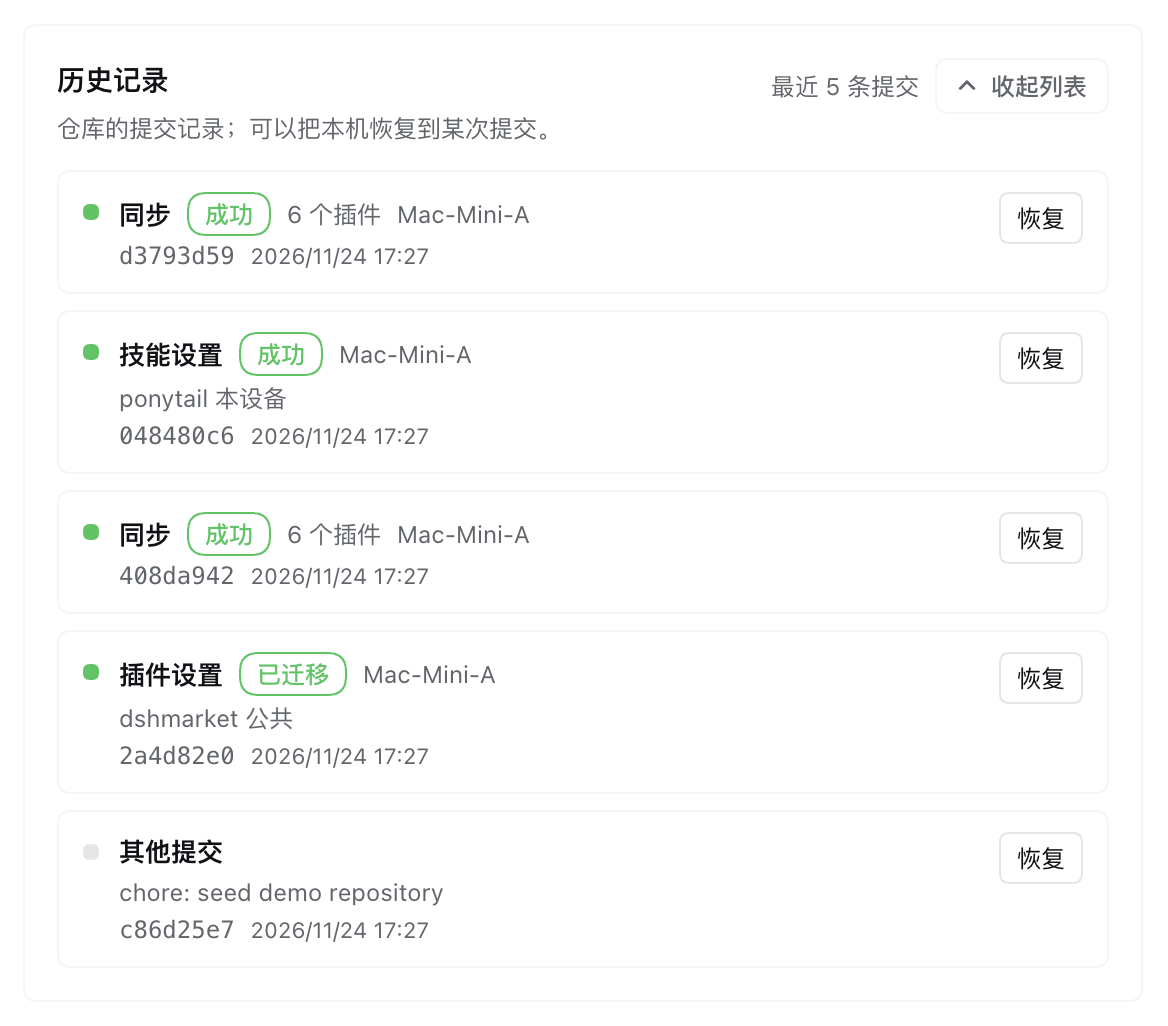 历史记录
最近 5 条提交
收起列表
仓库的提交记录；可以把本机恢复到某次提交。
同步 成功 6 个插件 Mac-Mini-A
恢复
d3793d59 2026/11/24 17:27
技能设置 成功 Mac-Mini-A
恢复
ponytail 本设备
048480c6 2026/11/24 17:27
同步 成功 6 个插件 Mac-Mini-A
恢复
408da942 2026/11/24 17:27
插件设置 已迁移 Mac-Mini-A
恢复
dshmarket 公共
2a4d82e0 2026/11/24 17:27
其他提交
恢复
chore: seed demo repository
c86d25e7 2026/11/24 17:27